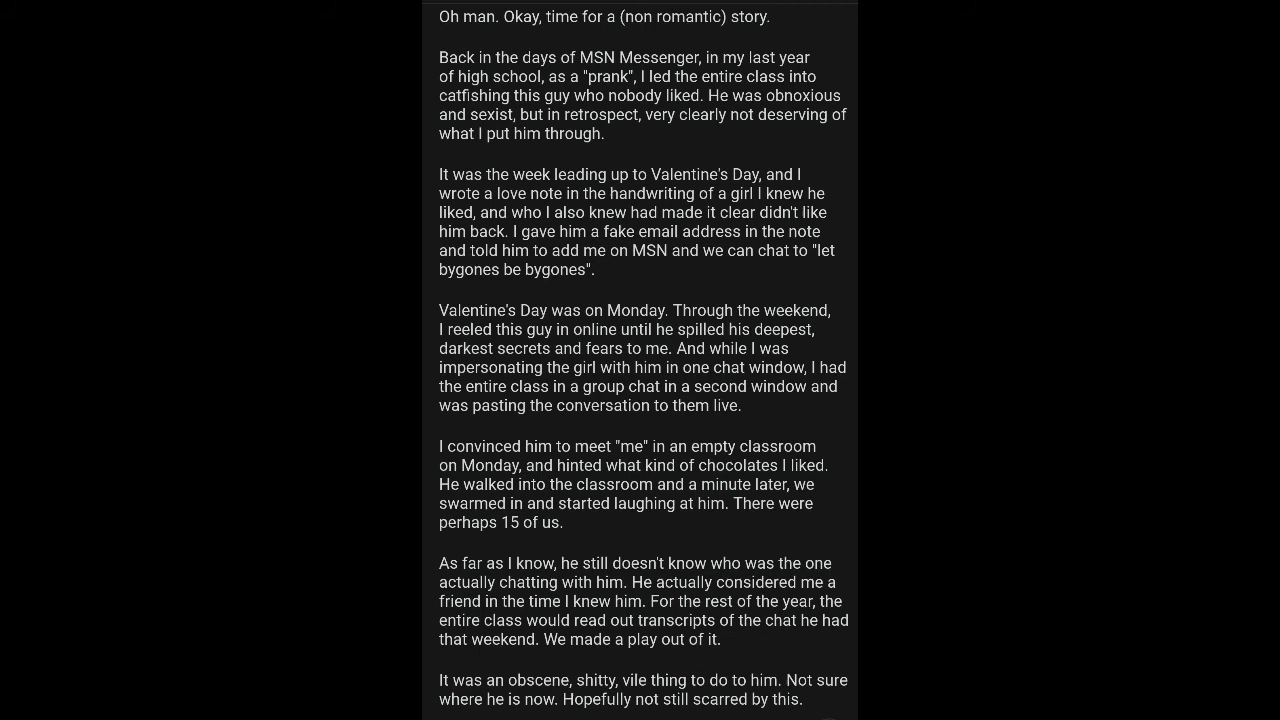 Oh man. Okay, time for a (non romantic) story.
Back in the days of MSN Messenger, in my last year
of high school, as a "prank", I led the entire class into
catfishing this guy who nobody liked. He was obnoxious
and sexist, but in retrospect, very clearly not deserving of
what I put him through.
It was the week leading up to Valentine's Day, and I
wrote a love note in the handwriting of a girl I knew he
liked, and who I also knew had made it clear didn't like
him back. I gave him a fake email address in the note
and told him to add me on MSN and we can chat to "let
bygones be bygones".
Valentine's Day was on Monday. Through the weekend,
I reeled this guy in online until he spilled his deepest,
darkest secrets and fears to me. And while I was
impersonating the girl with him in one chat window, I had
the entire class in a group chat in a second window and
was pasting the conversation to them live.
I convinced him to meet "me" in an empty classroom
on Monday, and hinted what kind of chocolates I liked.
He walked into the classroom and a minute later, we
swarmed in and started laughing at him. There were
perhaps 15 of us.
As far as I know, he still doesn't know who was the one
actually chatting with him. He actually considered me a
friend in the time I knew him. For the rest of the year, the
entire class would read out transcripts of the chat he had
that weekend. We made a play out of it.
It was an obscene, shitty, vile thing to do to him. Not sure
where he is now. Hopefully not still scarred by this.